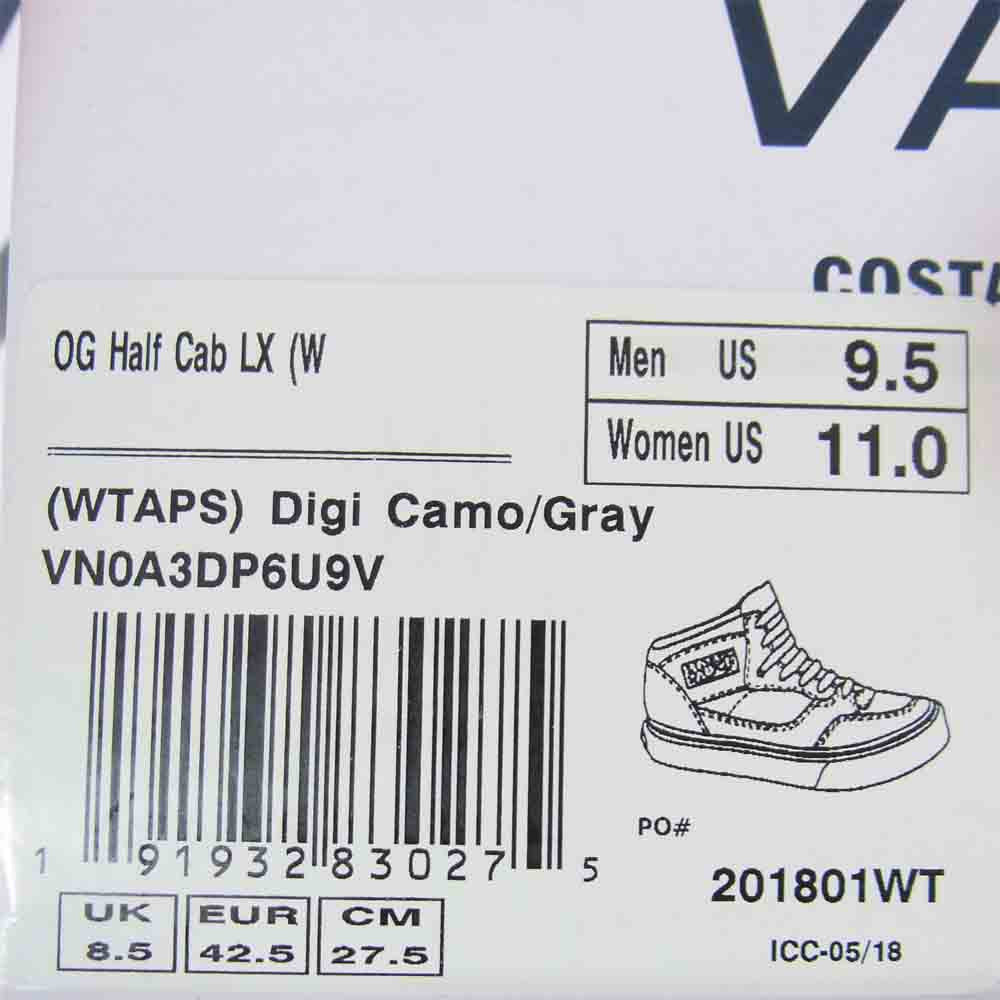 VA
COSTA
OG Half Cab LX (W
Men US 9.5
Women US 11.0
(WTAPS) Digi Camo/Gray
VN0A3DP6U9V
1 91932 83027 5
PO#
201801WT
ICC-05/18
UK EUR CM
8.5 42.5 27.5